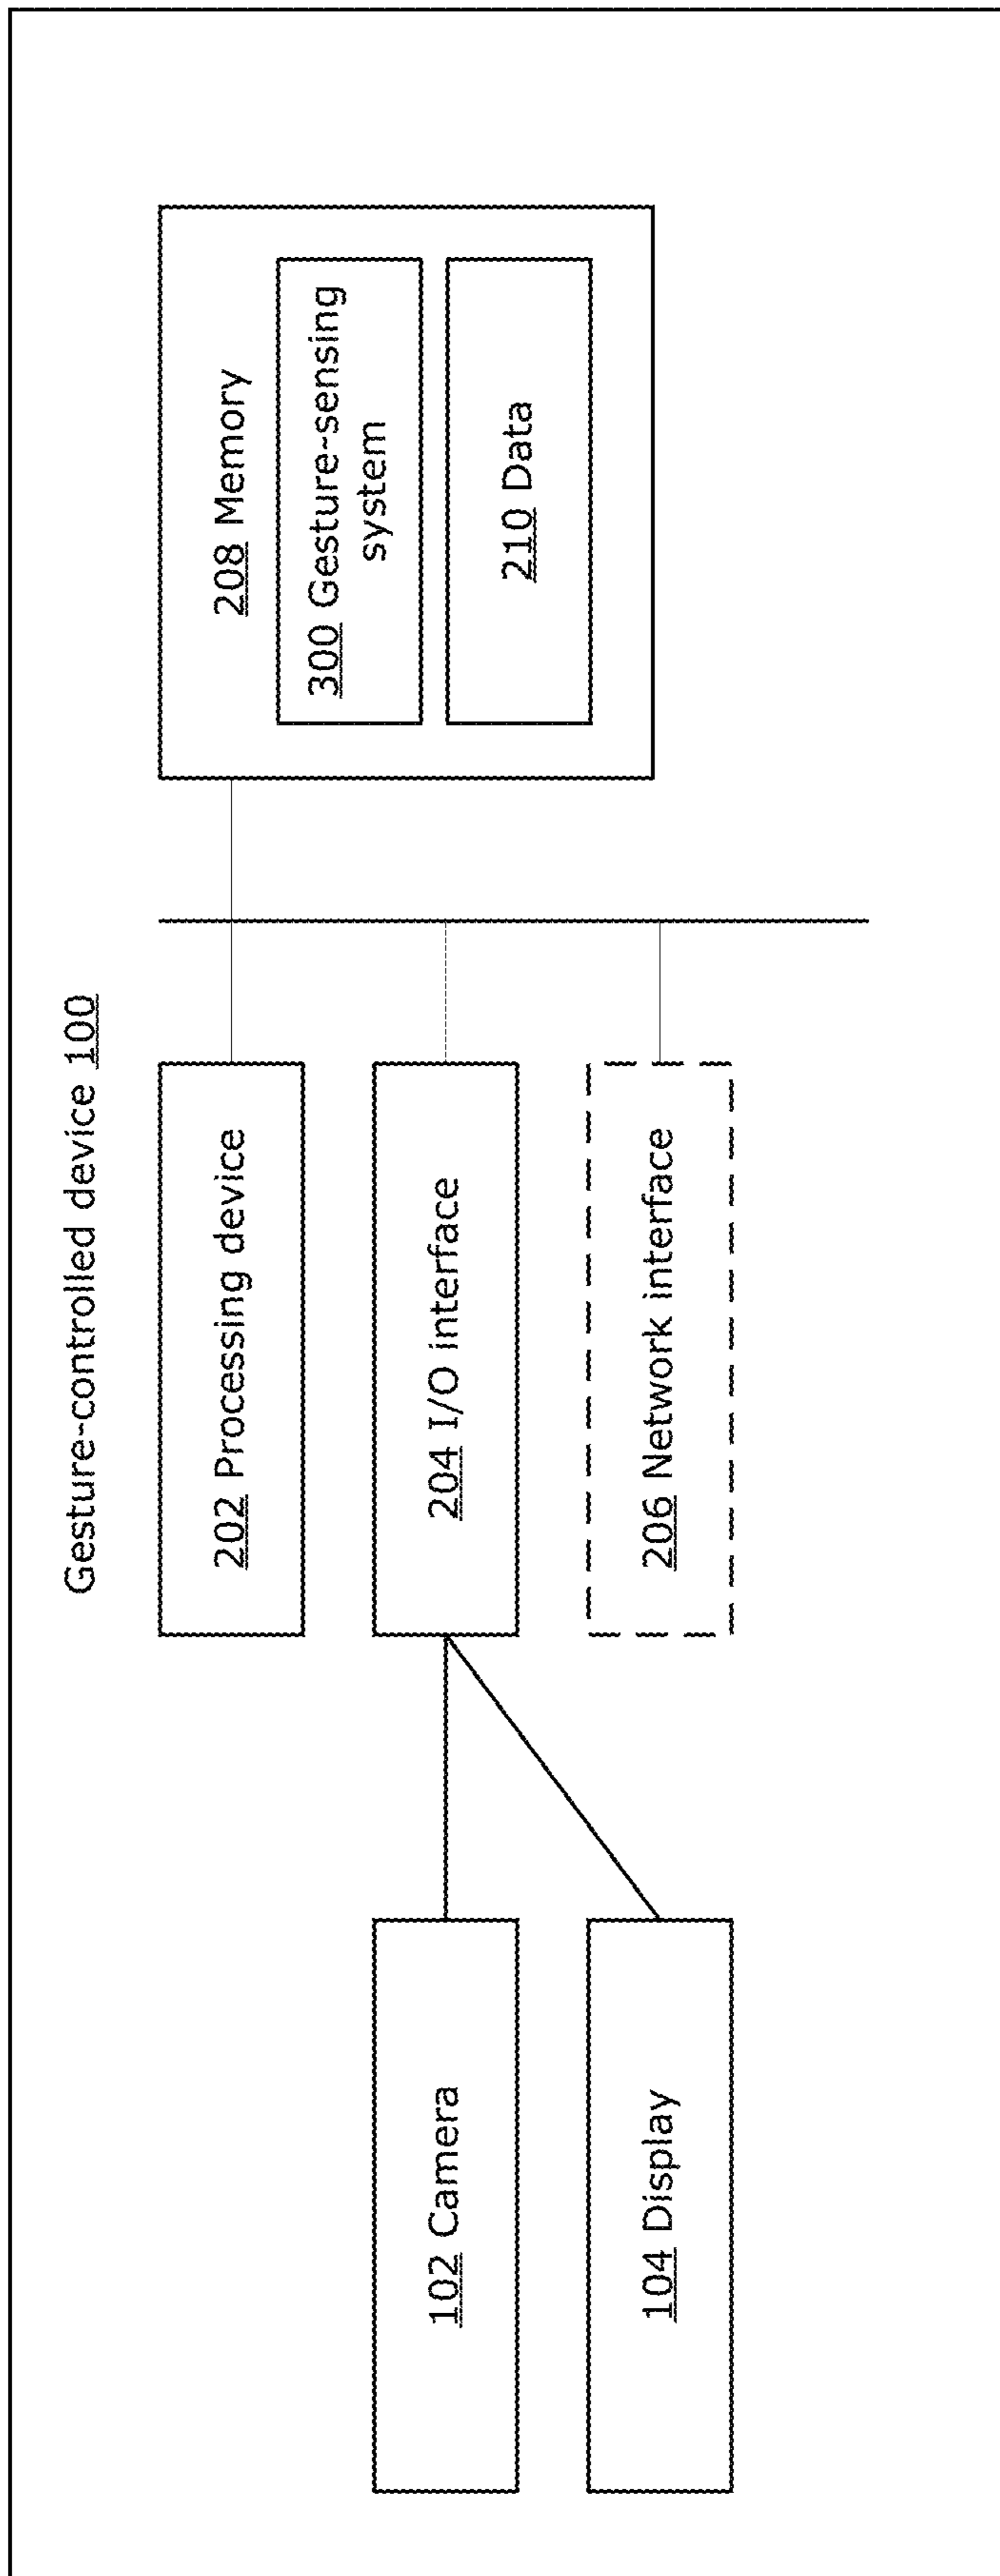 Gesture-controlled device 100
202 Processing device
208 Memory
300 Gesture-sensing
system
102 Camera
204 I/O interface
210 Data
104 Display
206 Network interface